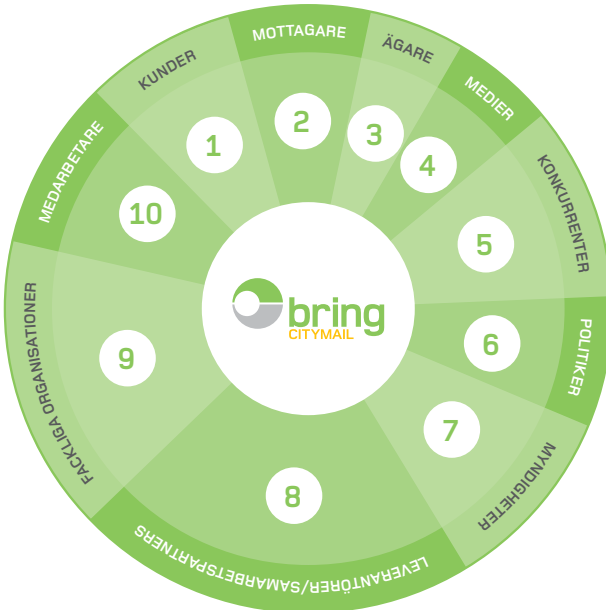 KUNDER
1
MOTTAGARE
2
ÄGARE
3
MEDIER
4
KONKURRENTER
5
POLITIKER
6
MYNDIGHETER
7
LEVERANTÖRER/SAMARBETSPARTNERS
8
FACKLIGA ORGANISATIONER
9
MEDARBETARE
10
bring
CITYMAIL